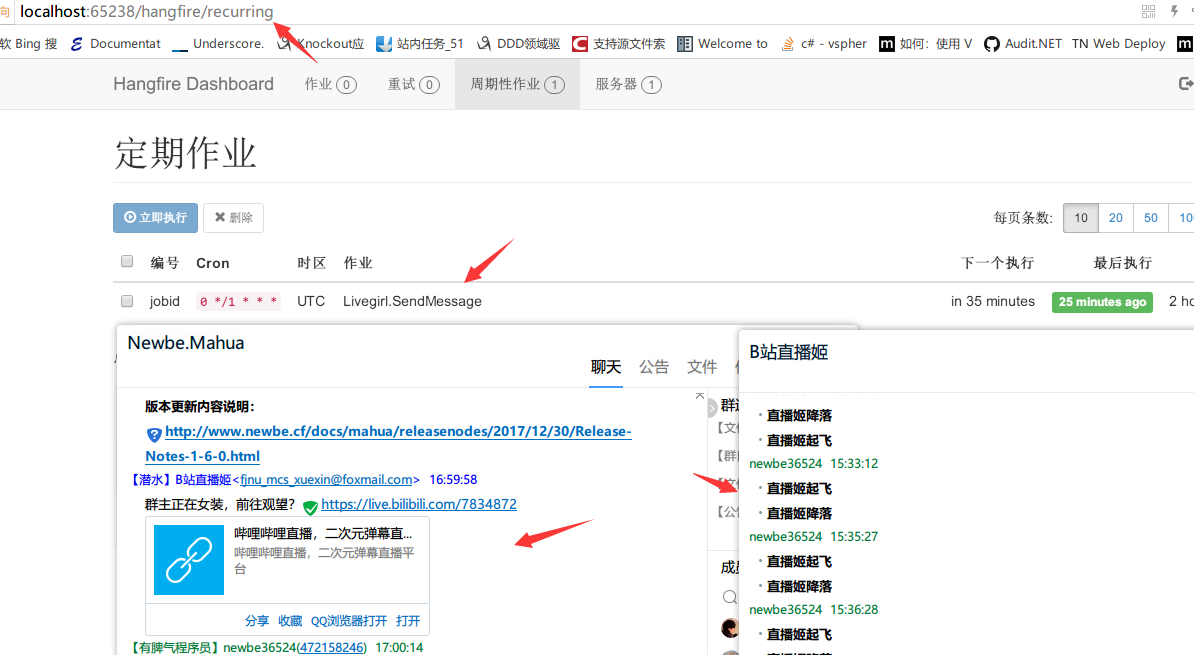 向 localhost:65238/hangfire/recurring
软 Bing 搜 Documentat Underscore. Knockout应 站内任务_51 DDD领域驱 支持源文件索 Welcome to c# - vspher 如何：使用 V Audit.NET TN Web Deploy
Hangfire Dashboard 作业 0 重试 0 周期性作业 1 服务器 1
定期作业
立即执行 删除 每页条数: 10 20 50 10
编号 Cron 时区 作业 下一个执行 最后执行
jobid 0 */1 * * * UTC Livegirl.SendMessage in 35 minutes 25 minutes ago 2 ho
Newbe.Mahua
聊天 公告 文件
版本更新内容说明：
http://www.newbe.cf/docs/mahua/releasenodes/2017/12/30/Release-
Notes-1-6-0.html
【潜水】B站直播姬<fjnu_mcs_xuexin@foxmail.com> 16:59:58
群主正在女装，前往观望？ https://live.bilibili.com/7834872
哔哩哔哩直播，二次元弹幕直...
哔哩哔哩直播，二次元弹幕直播平
台
分享 收藏 QQ浏览器打开 打开
【有脾气程序员】newbe36524(472158246) 17:00:14
【文件
【群
【公
成员
B站直播姬
直播姬降落
直播姬起飞
newbe36524 15:33:12
直播姬起飞
直播姬降落
newbe36524 15:35:27
直播姬起飞
直播姬降落
newbe36524 15:36:28
直播姬起飞
直播姬降落